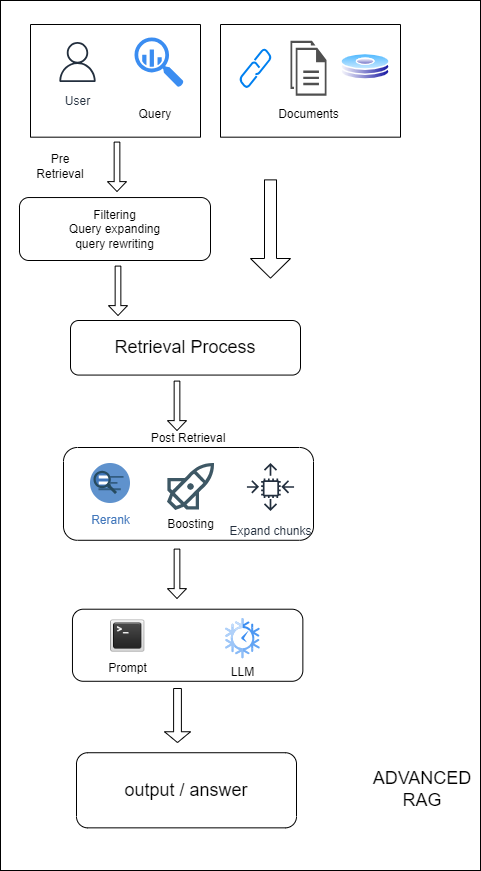 User
Query
Documents
Pre
Retrieval
Filtering
Query expanding
query rewriting
Retrieval Process
Post Retrieval
Rerank
Boosting
Expand chunks
>_
Prompt
LLM
output / answer
ADVANCED
RAG